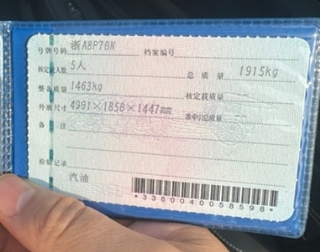 号牌号码 浙A8P70N 档案编号
核定载人数 5人 总质量 1915kg
整备质量 1463kg 核定载质量
外廓尺寸 4991×1850×1447mm 准牵引总质量
备注
检验记录
汽油
*3380040058598*